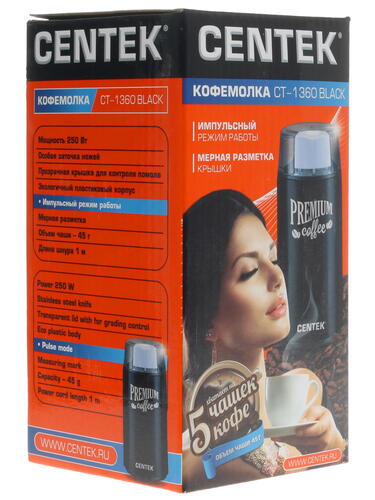 CENTEK®
КОФЕМОЛКА CT-1360 BLACK
Мощность 250 Вт
Особая заточка ножей
Прозрачная крышка для контроля помола
Экологичный пластиковый корпус
• Импульсный режим работы
Мерная разметка
Объем чаши – 45 г
Длина шнура 1 м
Power 250 W
Stainless steel knifs
Transparent lid with for grading control
Eco plastic body
• Pulse mode
Measuring mark
Capacity – 45 g
Power cord length 1 m
PREMIUM
coffee
WWW.CENTEK.RU
CENTEK®
КОФЕМОЛКА CT-1360 BLACK
ИМПУЛЬСНЫЙ
РЕЖИМ РАБОТЫ
МЕРНАЯ РАЗМЕТКА
КРЫШКИ
PREMIUM
coffee
CENTEK
хватит на
5 ЧАШЕК
КОФЕ
ОБЪЕМ ЧАШИ 45 Г
WWW.CENTEK.RU